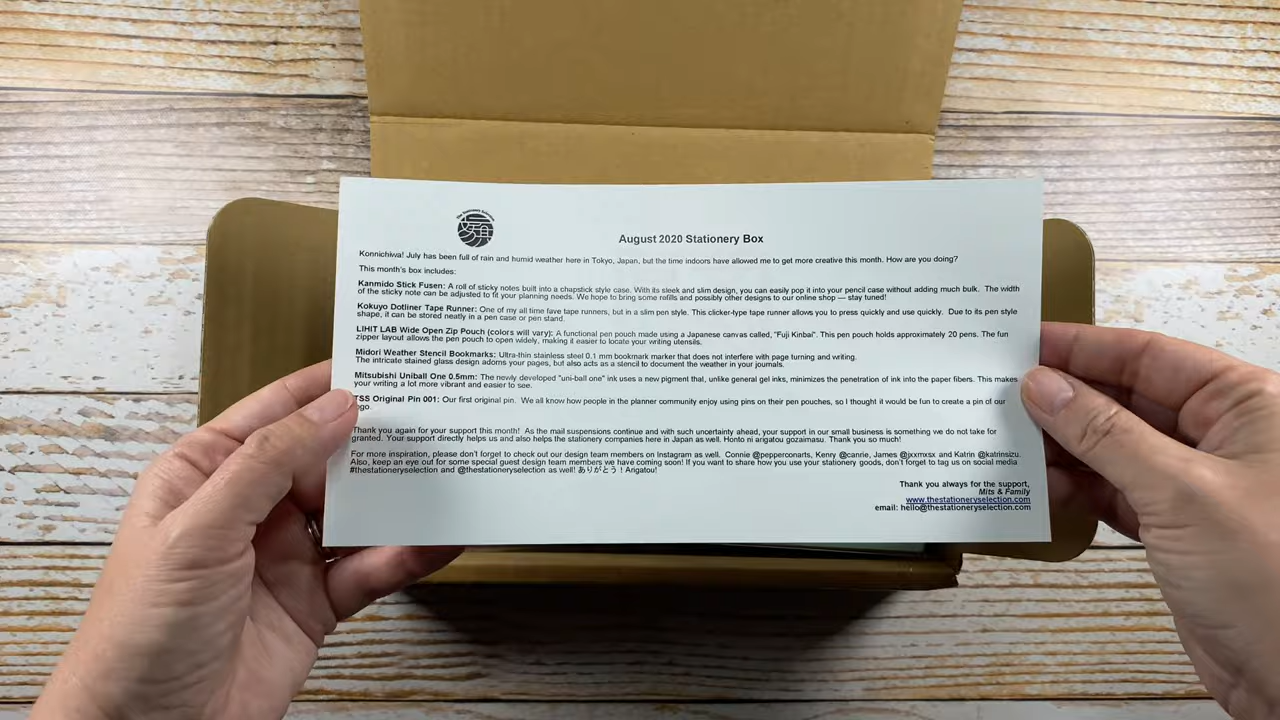 The Stationery Selection
August 2020 Stationery Box
Konnichiwa! July has been full of rain and humid weather here in Tokyo, Japan, but the time indoors have allowed me to get more creative this month. How are you doing?
This month's box includes:
Kanmido Stick Fusen: A roll of sticky notes built into a chapstick style case. With its sleek and slim design, you can easily pop it into your pencil case without adding much bulk. The width
of the sticky note can be adjusted to fit your planning needs. We hope to bring some refills and possibly other designs to our online shop — stay tuned!
Kokuyo Dotliner Tape Runner: One of my all time fave tape runners, but in a slim pen style. This clicker-type tape runner allows you to press quickly and use quickly. Due to its pen style
shape, it can be stored neatly in a pen case or pen stand.
LIHIT LAB Wide Open Zip Pouch (colors will vary): A functional pen pouch made using a Japanese canvas called, "Fuji Kinbai". This pen pouch holds approximately 20 pens. The fun
zipper layout allows the pen pouch to open widely, making it easier to locate your writing utensils.
Midori Weather Stencil Bookmarks: Ultra-thin stainless steel 0.1 mm bookmark marker that does not interfere with page turning and writing.
The intricate stained glass design adorns your pages, but also acts as a stencil to document the weather in your journals.
Mitsubishi Uniball One 0.5mm: The newly developed "uni-ball one" ink uses a new pigment that, unlike general gel inks, minimizes the penetration of ink into the paper fibers. This makes
your writing a lot more vibrant and easier to see.
TSS Original Pin 001: Our first original pin. We all know how people in the planner community enjoy using pins on their pen pouches, so I thought it would be fun to create a pin of our
logo.
Thank you again for your support this month! As the mail suspensions continue and with such uncertainty ahead, your support in our small business is something we do not take for
granted. Your support directly helps us and also helps the stationery companies here in Japan as well. Honto ni arigatou gozaimasu. Thank you so much!
For more inspiration, please don't forget to check out our design team members on Instagram as well. Connie @pepperconarts, Kenry @canrie, James @jxxmxsx and Katrin @katrinsizu.
Also, keep an eye out for some special guest design team members we have coming soon! If you want to share how you use your stationery goods, don't forget to tag us on social media
#thestationeryselection and @thestationeryselection as well! ありがとう！Arigatou!
Thank you always for the support,
Mits & Family
www.thestationeryselection.com
email: hello@thestationeryselection.com